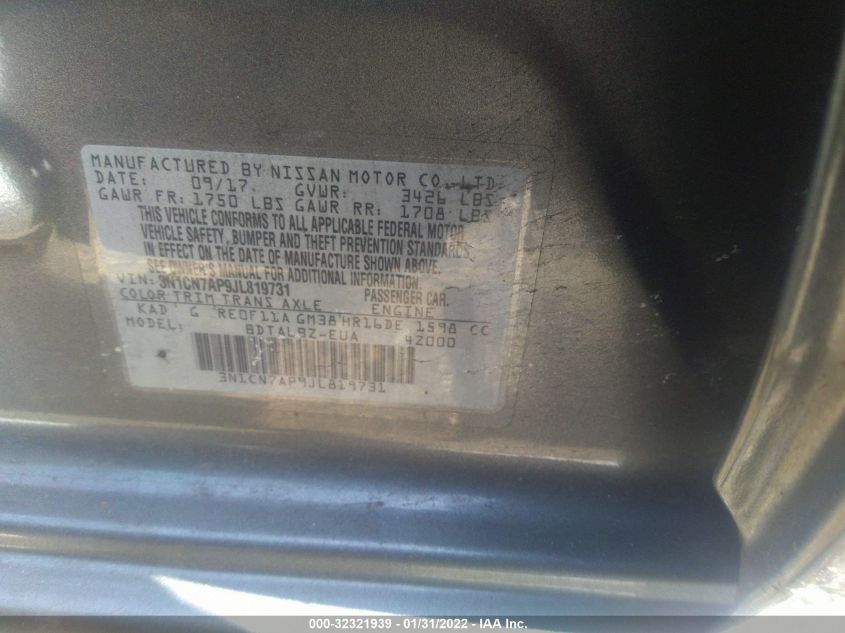 MANUFACTURED BY NISSAN MOTOR CO., LTD.
DATE: 09/17. GVWR: 3426 LBS
GAWR FR: 1750 LBS GAWR RR: 1708 LBS
THIS VEHICLE CONFORMS TO ALL APPLICABLE FEDERAL MOTOR
VEHICLE SAFETY, BUMPER AND THEFT PREVENTION STANDARDS
IN EFFECT ON THE DATE OF MANUFACTURE SHOWN ABOVE.
SEE OWNER'S MANUAL FOR ADDITIONAL INFORMATION.
VIN: 3N1CN7AP9JL819731 PASSENGER CAR.
COLOR TRIM TRANS AXLE ENGINE
KAD G RE0F11A GM38 HR16DE 1598 CC
MODEL: BDTALBZ-EUA 42000
3N1CN7AP9JL819731
000-32321939 - 01/31/2022 - IAA Inc.